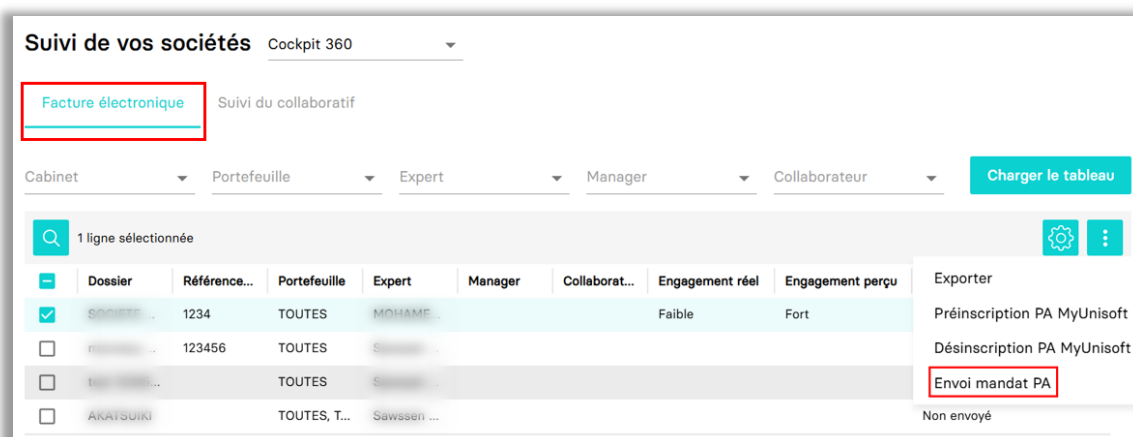 Suivi de vos sociétés Cockpit 360
Facture électronique Suivi du collaboratif
Cabinet Portefeuille Expert Manager Collaborateur Charger le tableau
1 ligne sélectionnée
Dossier Référence... Portefeuille Expert Manager Collaborat... Engagement réel Engagement perçu
1234 TOUTES MOHAME... Faible Fort
123456 TOUTES
TOUTES
AKATSUIKI TOUTES, T... Sawssen ...
Exporter
Préinscription PA MyUnisoft
Désinscription PA MyUnisoft
Envoi mandat PA
Non envoyé